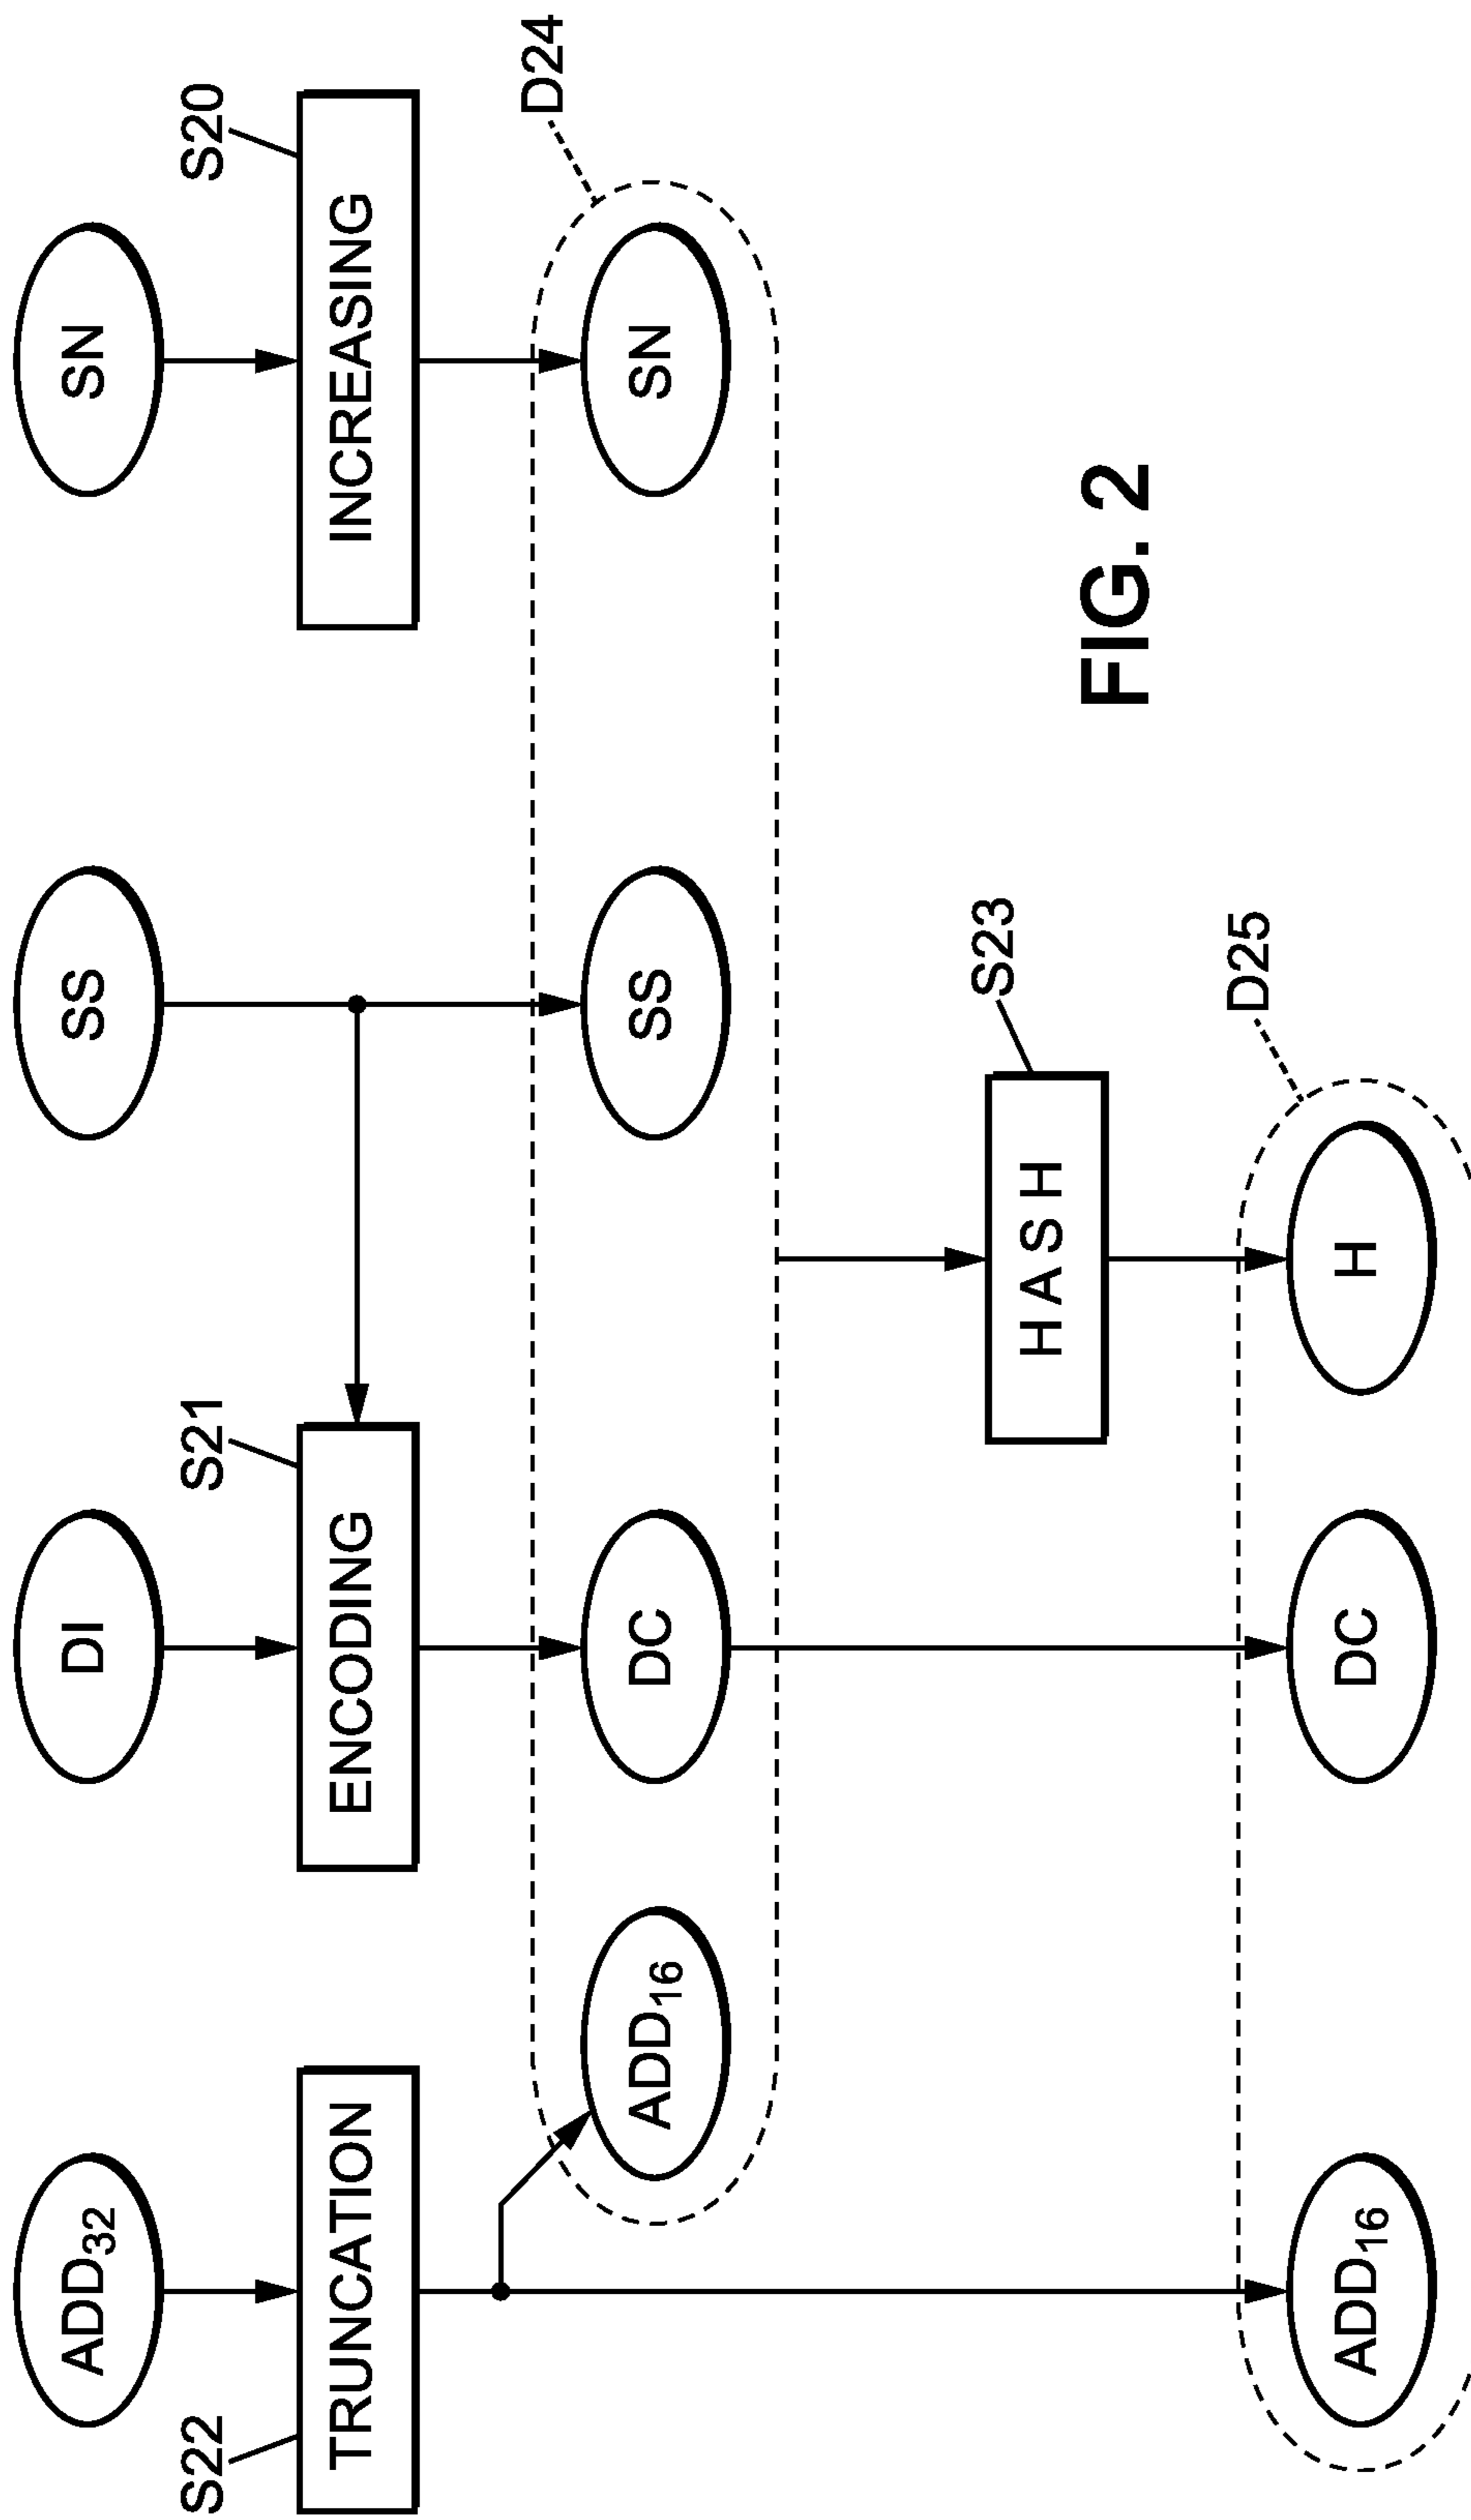 ADD32
DI
SS
SN
S22
S21
S20
TRUNCATION
ENCODING
INCREASING
D24
ADD16
DC
SS
SN
S23
HASH
FIG. 2
D25
ADD16
DC
H